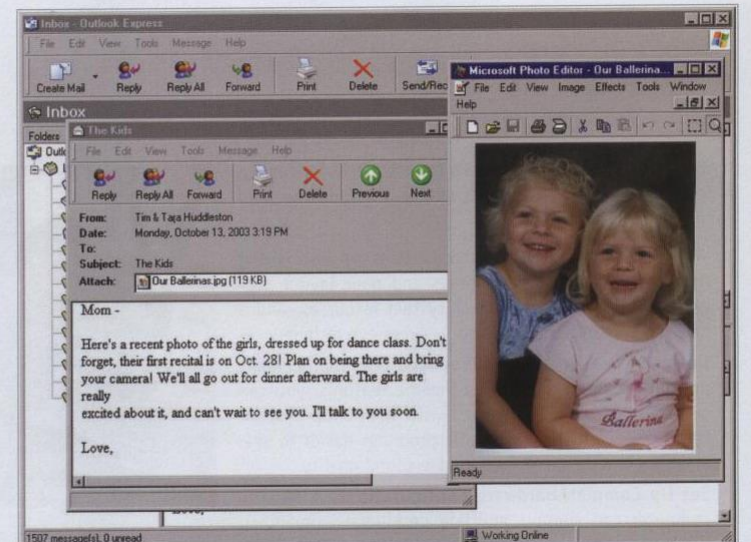 Inbox - Outlook Express
File Edit View Tools Message Help
Create Mail Reply Reply All Forward Print Delete Send/Rec
Inbox
Folders
Outlo
The Kids
File Edit View Tools Message Help
Reply Reply All Forward Print Delete Previous Next
From: Tim & Tara Huddleston
Date: Monday, October 13, 2003 3:19 PM
To:
Subject: The Kids
Attach: Our Ballerinas.jpg (119 KB)
Mom -
Here's a recent photo of the girls, dressed up for dance class. Don't
forget, their first recital is on Oct. 28! Plan on being there and bring
your camera! We'll all go out for dinner afterward. The girls are
really
excited about it, and can't wait to see you. I'll talk to you soon.
Love,
Microsoft Photo Editor - Our Ballerina...
File Edit View Image Effects Tools Window
Help
Ballerina
Ready
1507 message(s), 0 unread
Working Online